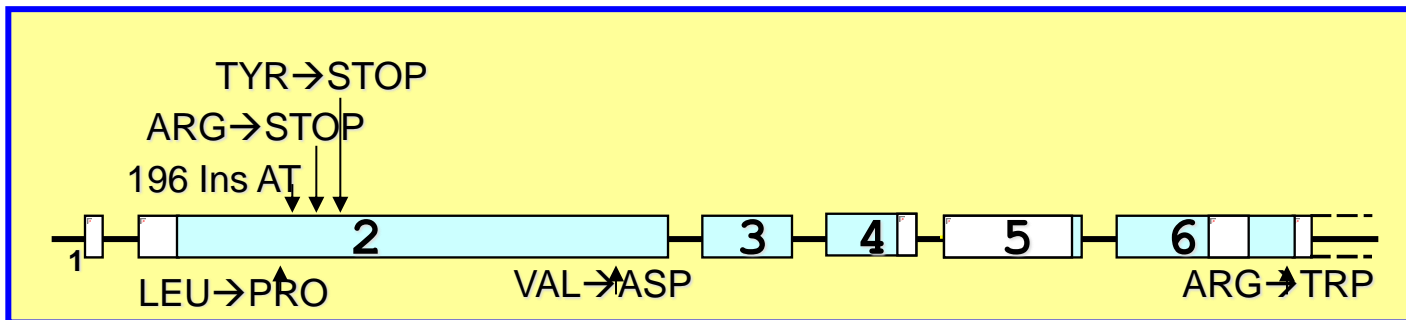 TYR→STOP
ARG→STOP
196 Ins AT
1 2 3 4 5 6
LEU→PRO VAL→ASP ARG→TRP